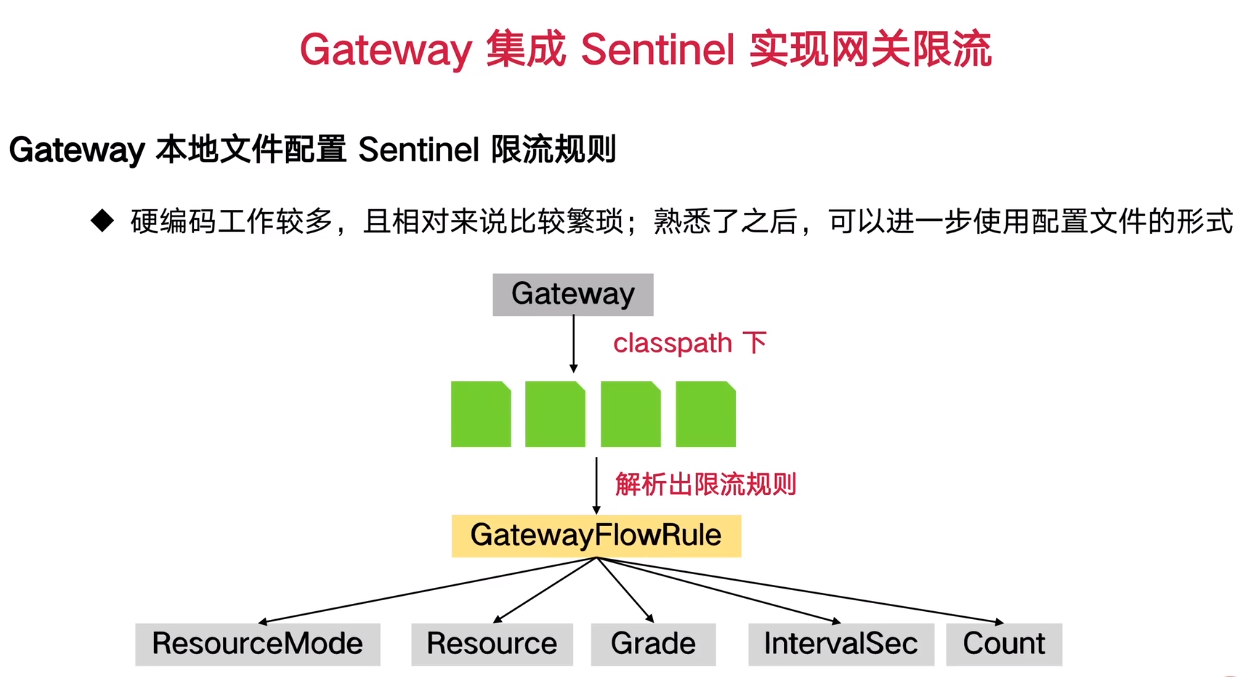 Gateway 集成 Sentinel 实现网关限流
Gateway 本地文件配置 Sentinel 限流规则
◆ 硬编码工作较多，且相对来说比较繁琐；熟悉了之后，可以进一步使用配置文件的形式
Gateway
classpath 下
解析出限流规则
GatewayFlowRule
ResourceMode Resource Grade IntervalSec Count